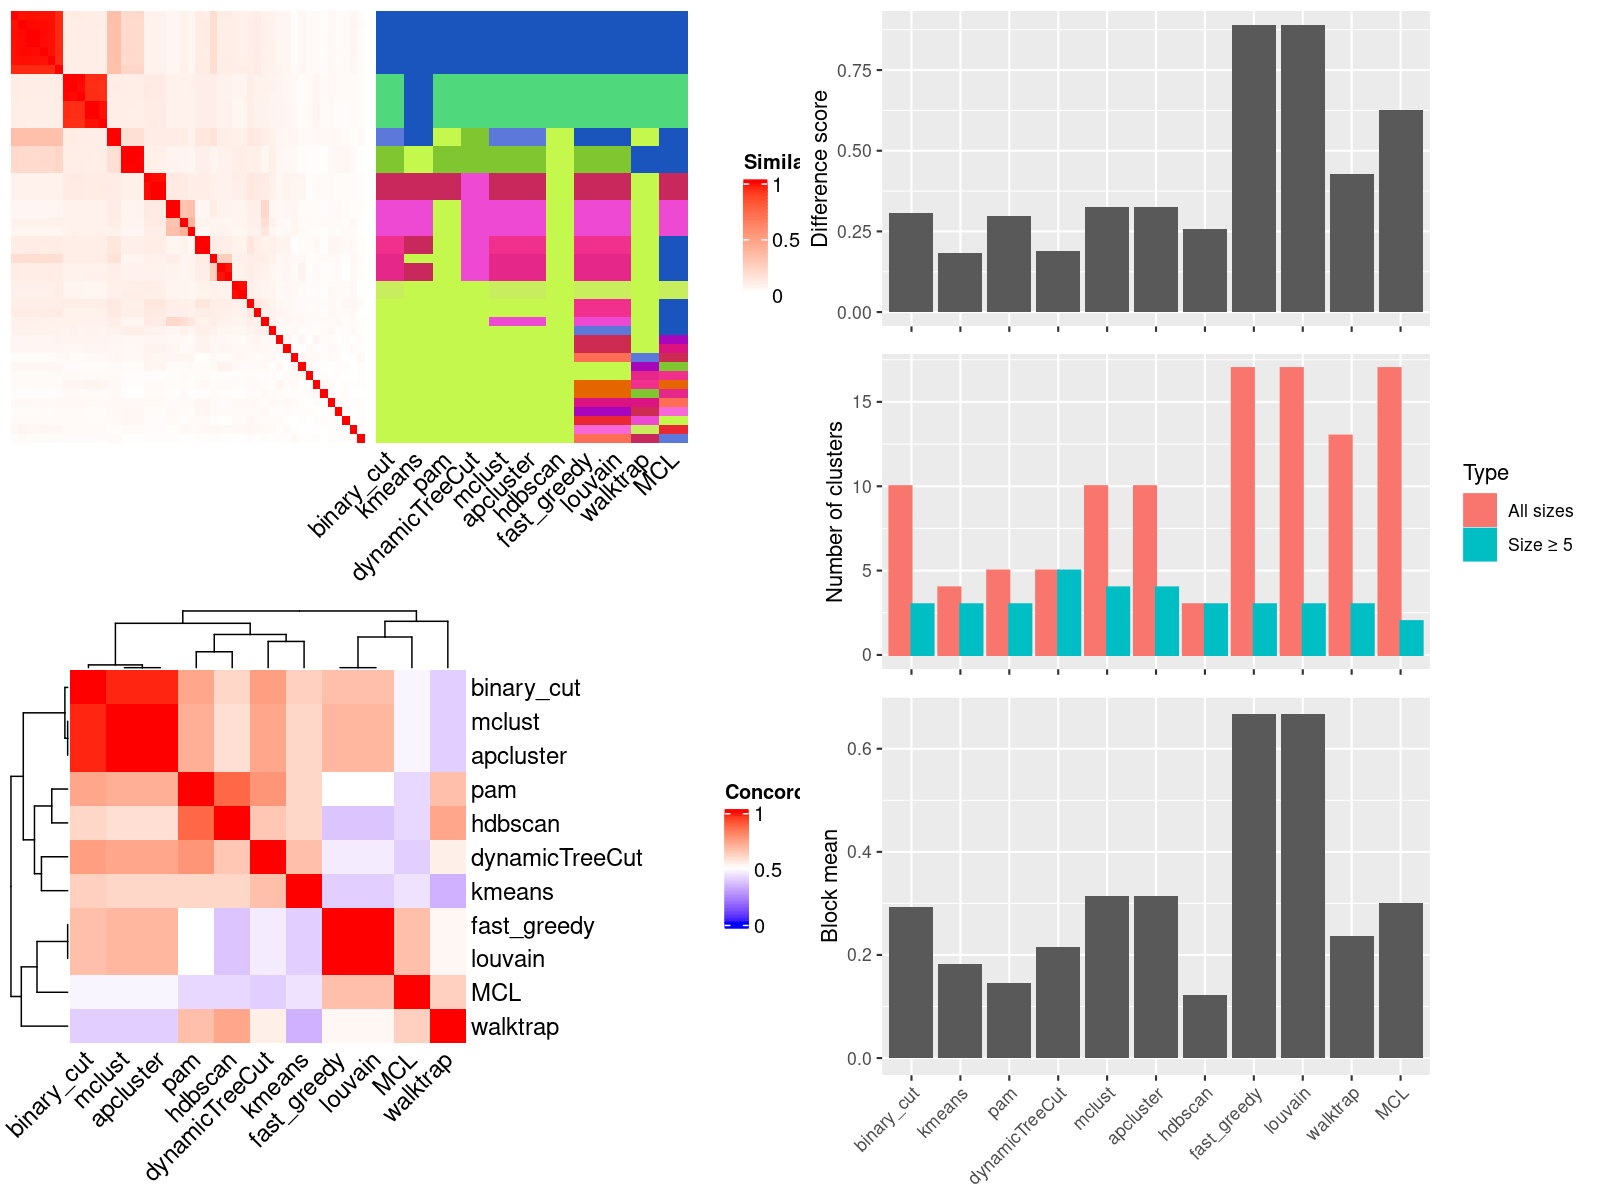 Simila
1
0.5
0
binary_cut
kmeans
pam
dynamicTreeCut
mclust
apcluster
hdbscan
fast_greedy
louvain
walktrap
MCL
binary_cut
mclust
apcluster
pam
hdbscan
dynamicTreeCut
kmeans
fast_greedy
louvain
MCL
walktrap
Concord
1
0.5
0
binary_cut
mclust
apcluster
pam
hdbscan
dynamicTreeCut
kmeans
fast_greedy
louvain
MCL
walktrap
Difference score
0.75
0.50
0.25
0.00
Number of clusters
15
10
5
0
Type
All sizes
Size ≥ 5
Block mean
0.6
0.4
0.2
0.0
binary_cut
kmeans
pam
dynamicTreeCut
mclust
apcluster
hdbscan
fast_greedy
louvain
walktrap
MCL